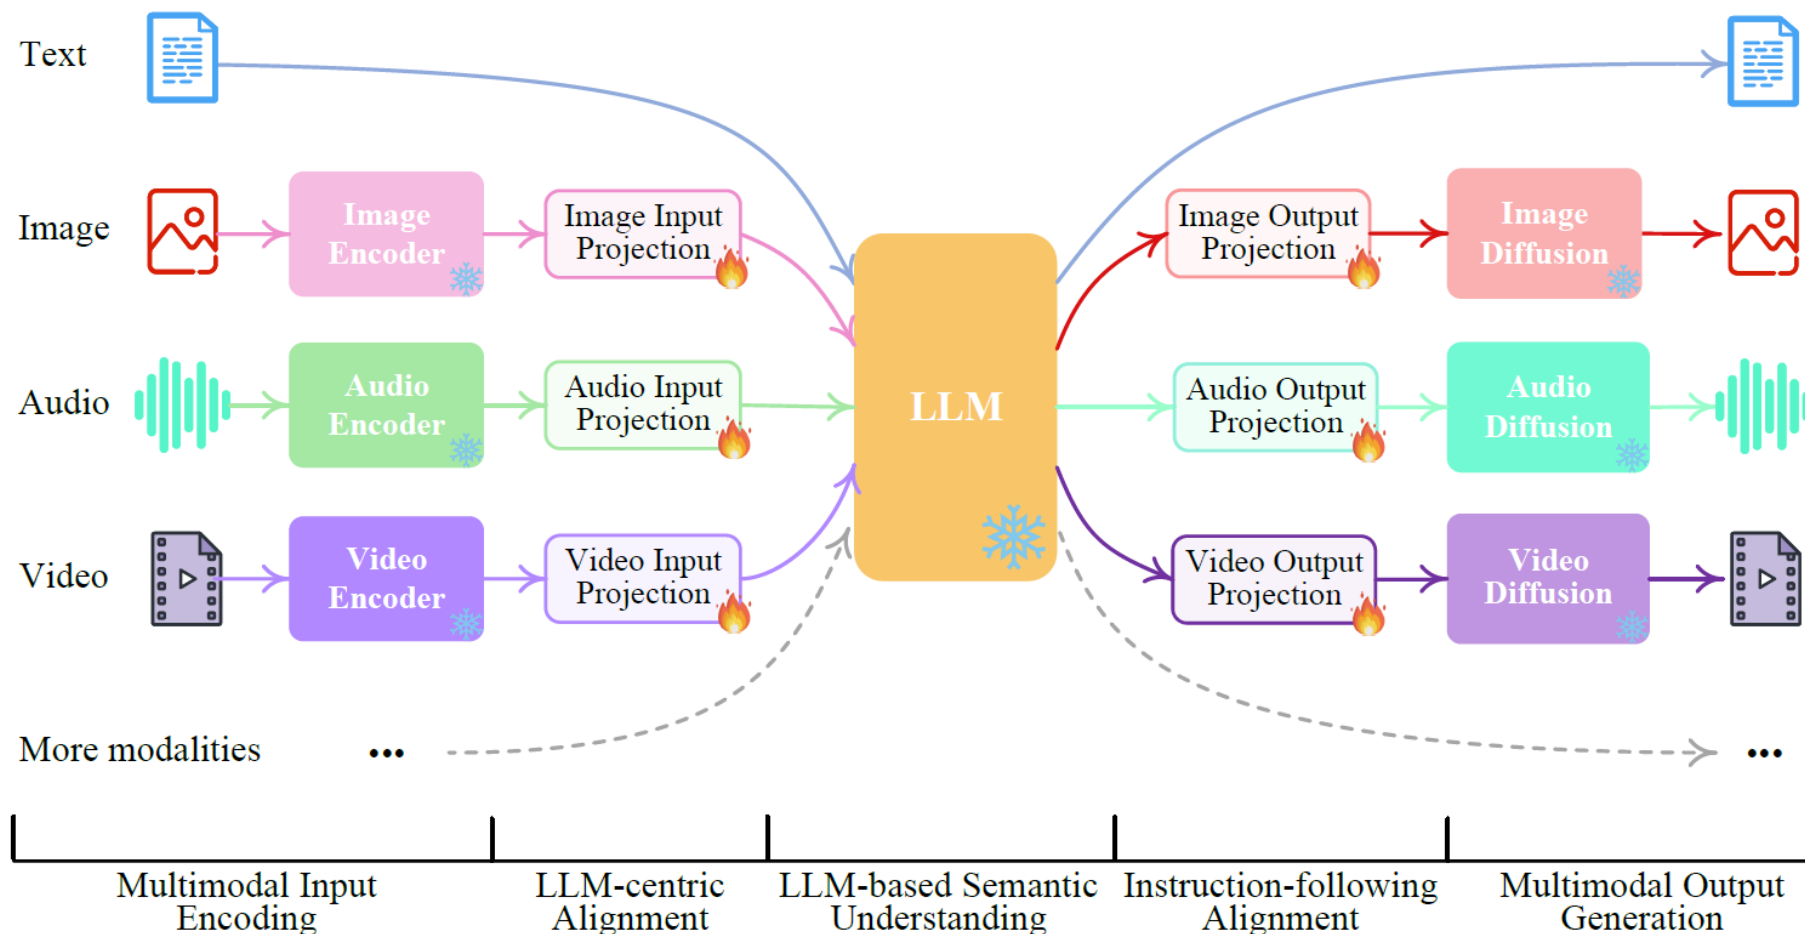 Text
Image
Image
Encoder
Image Input
Projection
Image Output
Projection
Image
Diffusion
Audio
Audio
Encoder
Audio Input
Projection
LLM
Audio Output
Projection
Audio
Diffusion
Video
Video
Encoder
Video Input
Projection
Video Output
Projection
Video
Diffusion
More modalities ...
...
Multimodal Input
Encoding
LLM-centric
Alignment
LLM-based Semantic
Understanding
Instruction-following
Alignment
Multimodal Output
Generation